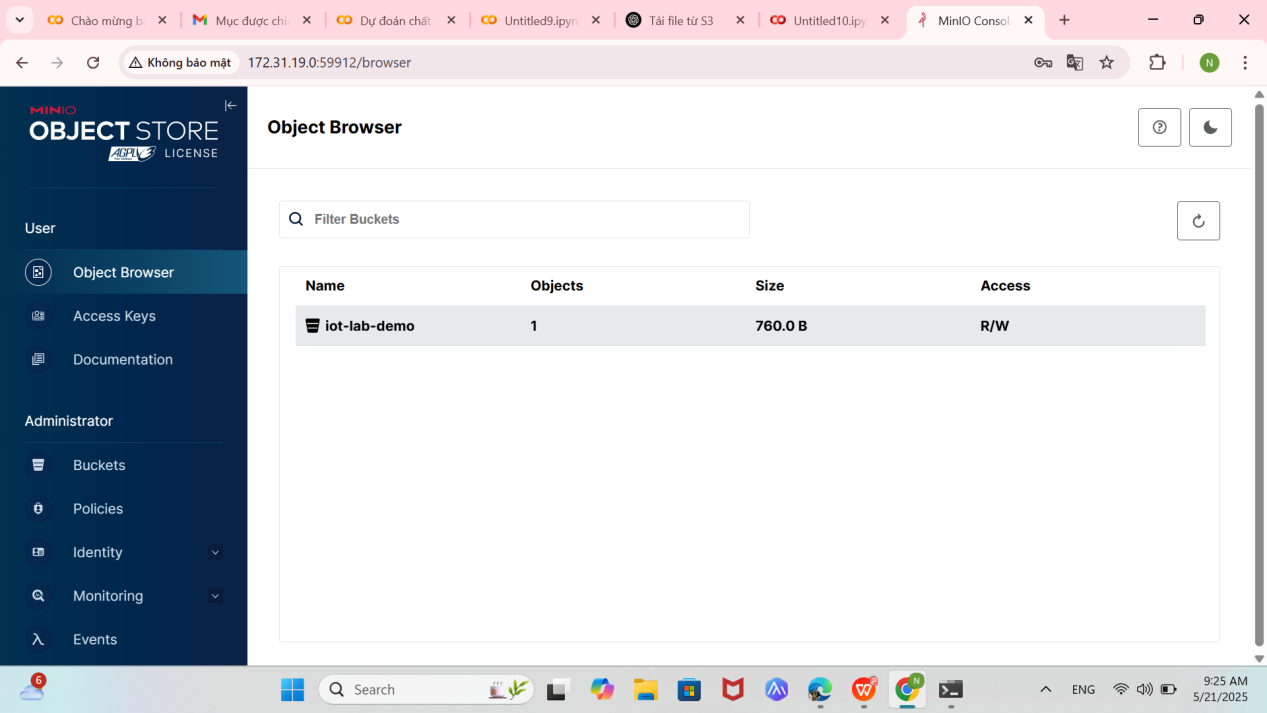 Chào mừng b
Mục được chi
Dự đoán chất
Untitled9.ipyn
Tải file từ S3
Untitled10.ipy
MinIO Consol
Không bảo mật
172.31.19.0:59912/browser
N
MINIO
OBJECT STORE
AGPL LICENSE
Object Browser
User
Filter Buckets
Object Browser
Name Objects Size Access
Access Keys
iot-lab-demo 1 760.0 B R/W
Documentation
Administrator
Buckets
Policies
Identity
Monitoring
Events
6
Search
N
ENG
9:25 AM
5/21/2025